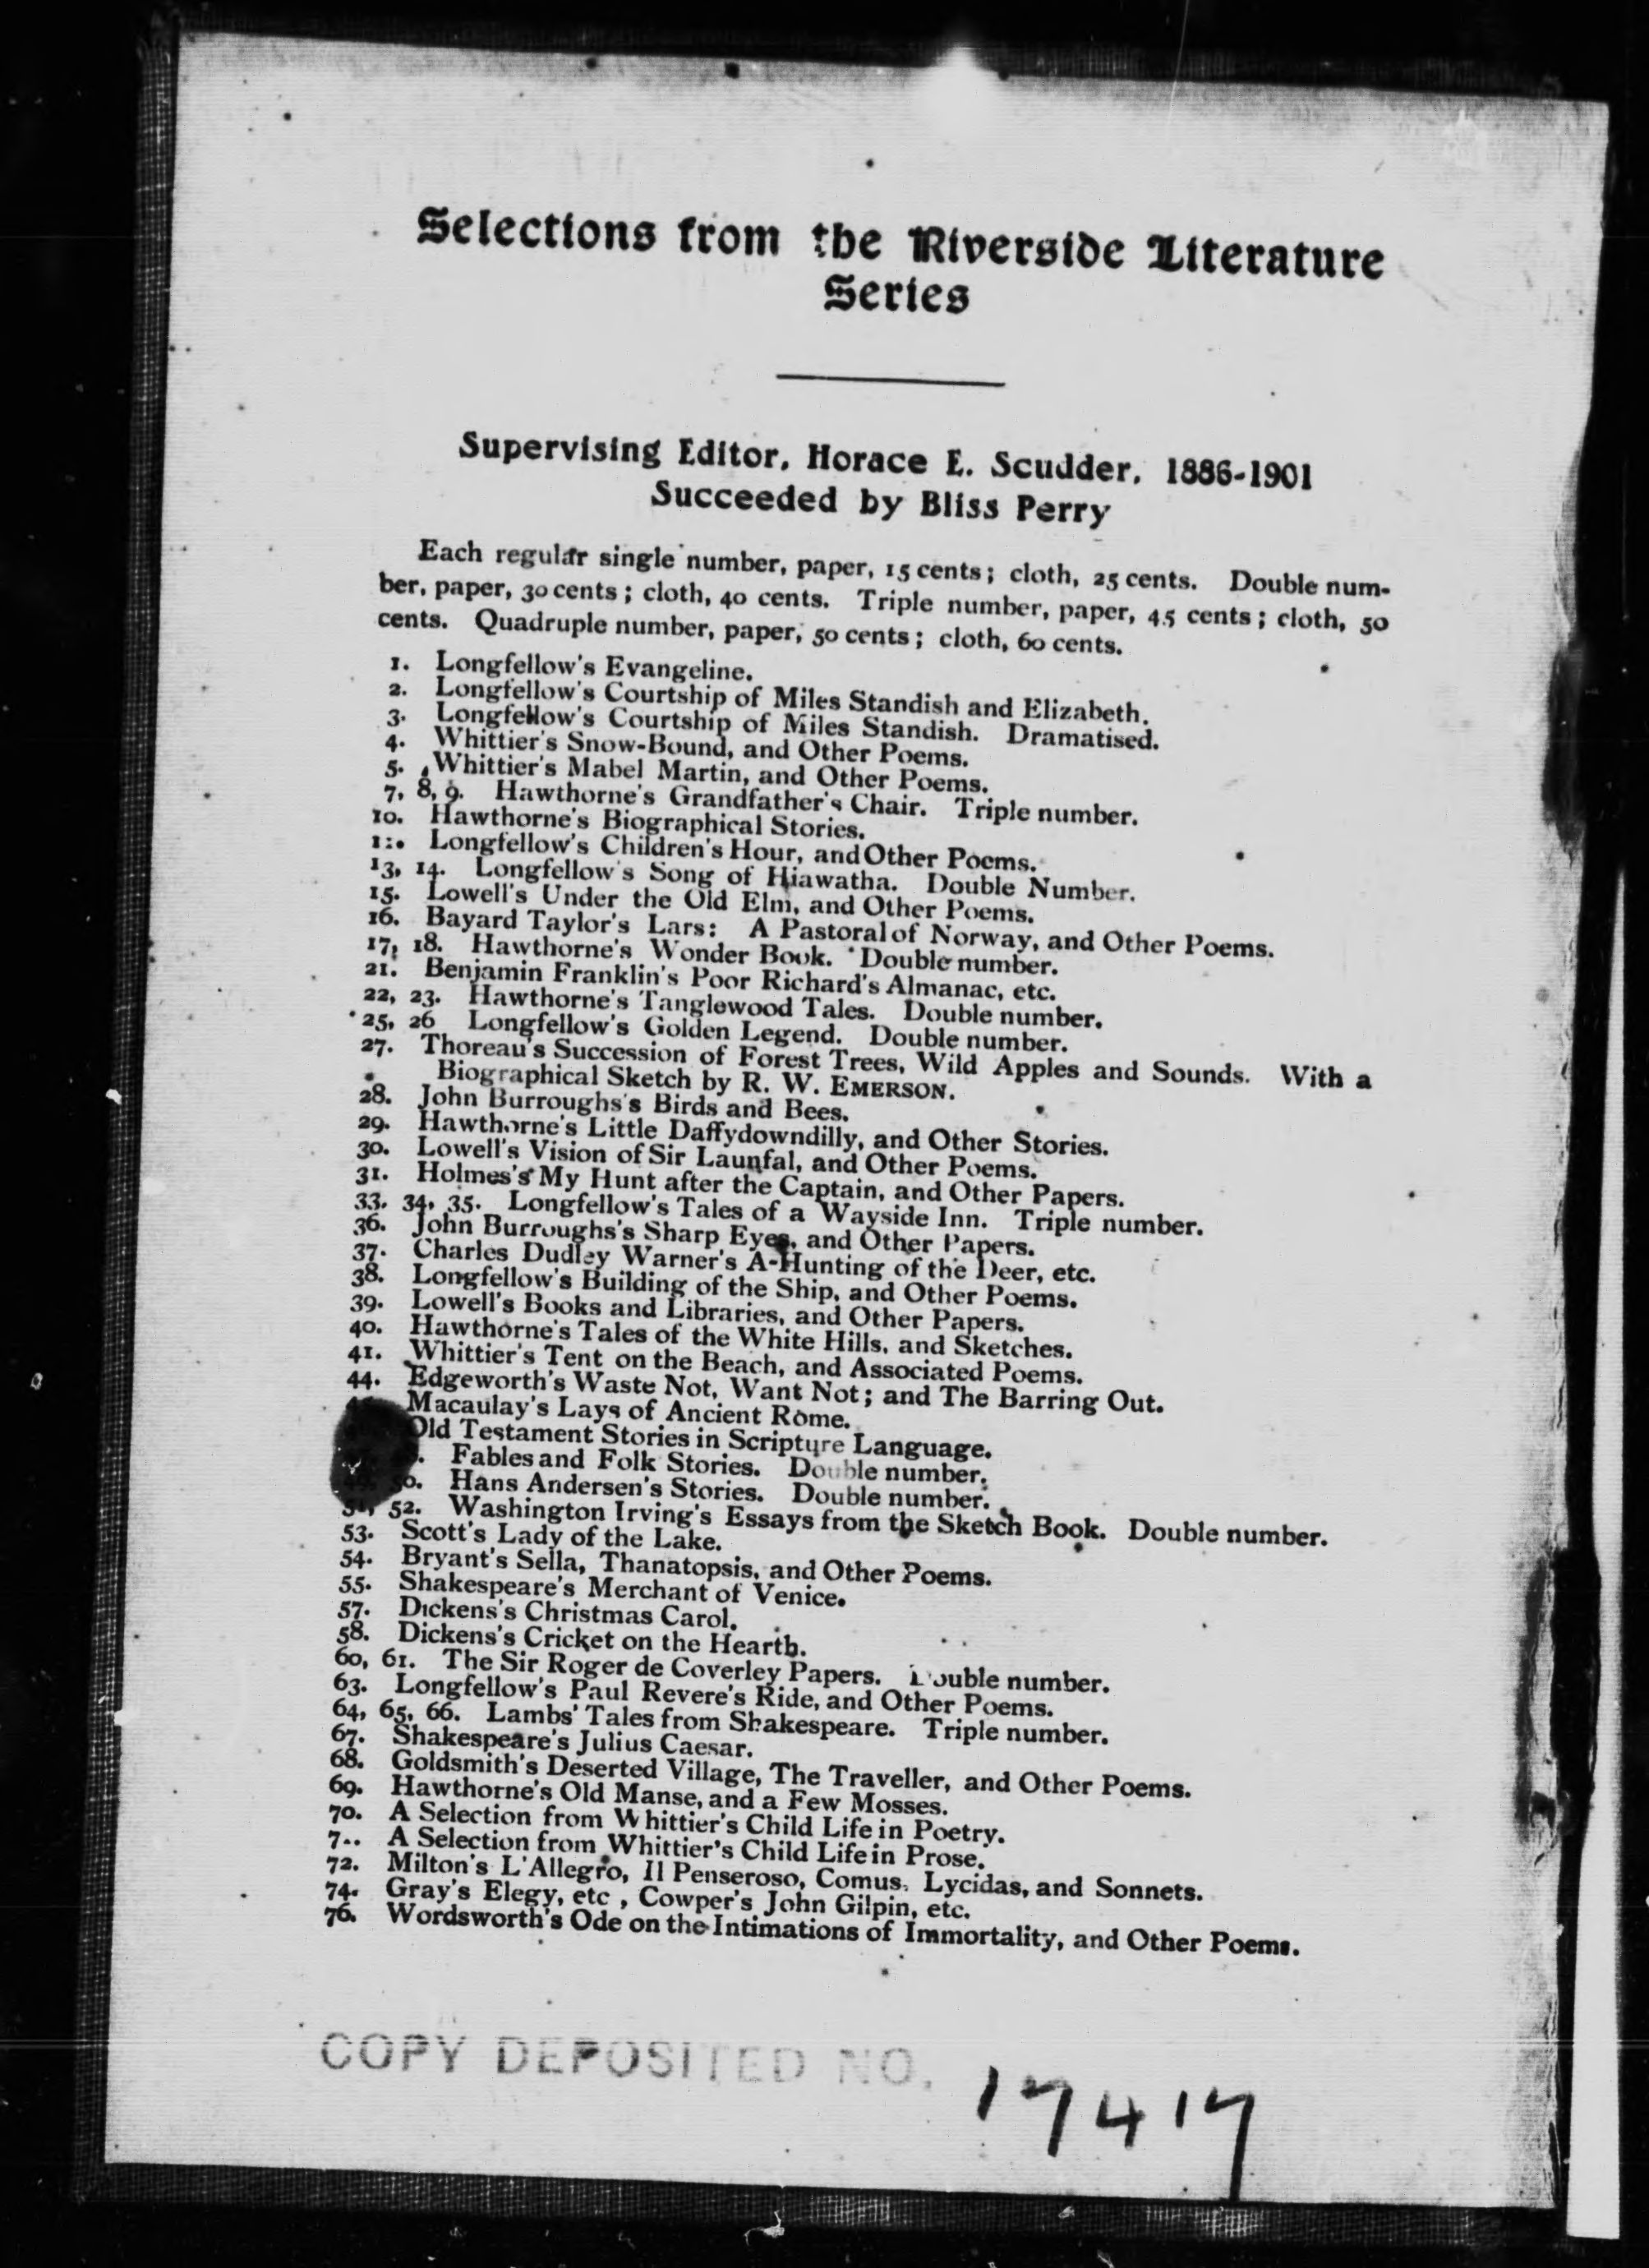 Selections from the Riverside Literature
Series
Supervising Editor, Horace E. Scudder, 1886-1901
Succeeded by Bliss Perry
Each regular single number, paper, 15 cents; cloth, 25 cents. Double num-
ber, paper, 30 cents; cloth, 40 cents. Triple number, paper, 45 cents; cloth, 50
cents. Quadruple number, paper, 50 cents; cloth, 60 cents.
1. Longfellow's Evangeline.
2. Longfellow's Courtship of Miles Standish and Elizabeth.
3. Longfellow's Courtship of Miles Standish. Dramatised.
4. Whittier's Snow-Bound, and Other Poems.
5. Whittier's Mabel Martin, and Other Poems.
7, 8, 9. Hawthorne's Grandfather's Chair. Triple number.
10. Hawthorne's Biographical Stories.
Longfellow's Children's Hour, and Other Poems.
13, 14. Longfellow's Song of Hiawatha. Double Number.
15. Lowell's Under the Old Elm, and Other Poems.
16. Bayard Taylor's Lars: A Pastoral of Norway, and Other Poems.
17, 18. Hawthorne's Wonder Book. Double number.
21. Benjamin Franklin's Poor Richard's Almanac, etc.
22, 23. Hawthorne's Tanglewood Tales. Double number.
25, 26 Longfellow's Golden Legend. Double number.
27. Thoreau's Succession of Forest Trees, Wild Apples and Sounds. With a
Biographical Sketch by R. W. EMERSON.
28. John Burroughs's Birds and Bees.
29. Hawthorne's Little Daffydowndilly, and Other Stories.
30. Lowell's Vision of Sir Launfal, and Other Poems.
31. Holmes's My Hunt after the Captain, and Other Papers.
33, 34, 35. Longfellow's Tales of a Wayside Inn. Triple number.
36. John Burroughs's Sharp Eyes, and Other Papers.
37. Charles Dudley Warner's A-Hunting of the Deer, etc.
38. Longfellow's Building of the Ship, and Other Poems.
39. Lowell's Books and Libraries, and Other Papers.
40. Hawthorne's Tales of the White Hills, and Sketches.
41. Whittier's Tent on the Beach, and Associated Poems.
44. Edgeworth's Waste Not, Want Not; and The Barring Out.
Macaulay's Lays of Ancient Rome.
Old Testament Stories in Scripture Language.
Fables and Folk Stories. Double number.
50. Hans Andersen's Stories. Double number.
51, 52. Washington Irving's Essays from the Sketch Book. Double number.
53. Scott's Lady of the Lake.
54. Bryant's Sella, Thanatopsis, and Other Poems.
55. Shakespeare's Merchant of Venice.
57. Dickens's Christmas Carol.
58. Dickens's Cricket on the Hearth.
60, 61. The Sir Roger de Coverley Papers. Double number.
63. Longfellow's Paul Revere's Ride, and Other Poems.
64, 65, 66. Lambs' Tales from Shakespeare. Triple number.
67. Shakespeare's Julius Caesar.
68. Goldsmith's Deserted Village, The Traveller, and Other Poems.
69. Hawthorne's Old Manse, and a Few Mosses.
70. A Selection from Whittier's Child Life in Poetry.
A Selection from Whittier's Child Life in Prose.
72. Milton's L'Allegro, Il Penseroso, Comus, Lycidas, and Sonnets.
74. Gray's Elegy, etc, Cowper's John Gilpin, etc.
76. Wordsworth's Ode on the Intimations of Immortality, and Other Poems.
COPY DEPOSITED NO. 17417